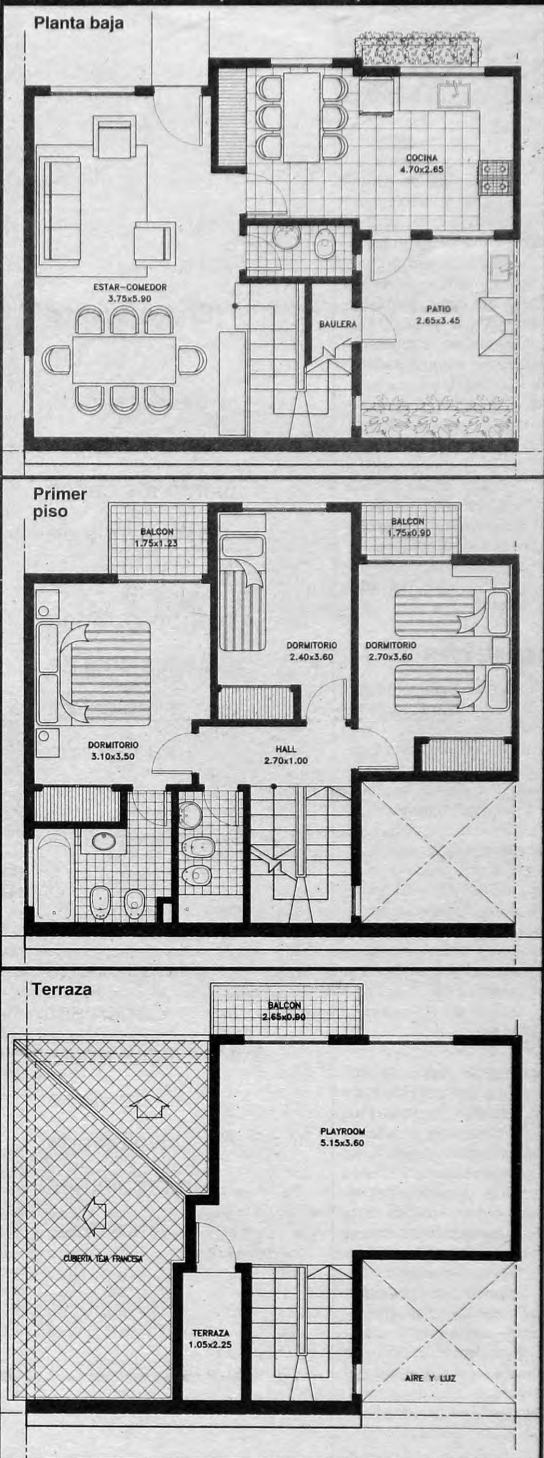 Planta baja
COCINA
4.70x2.65
ESTAR-COMEDOR
3.75x5.90
BAULERA
PATIO
2.65x3.45
Primer
piso
BALCON
1.75x1.23
BALCON
1.75x0.90
DORMITORIO
2.40x3.60
DORMITORIO
2.70x3.60
DORMITORIO
3.10x3.50
HALL
2.70x1.00
Terraza
BALCON
2.65x0.90
PLAYROOM
5.15x3.60
CUBIERTA TEJA FRANCESA
TERRAZA
1.05x2.25
AIRE Y LUZ